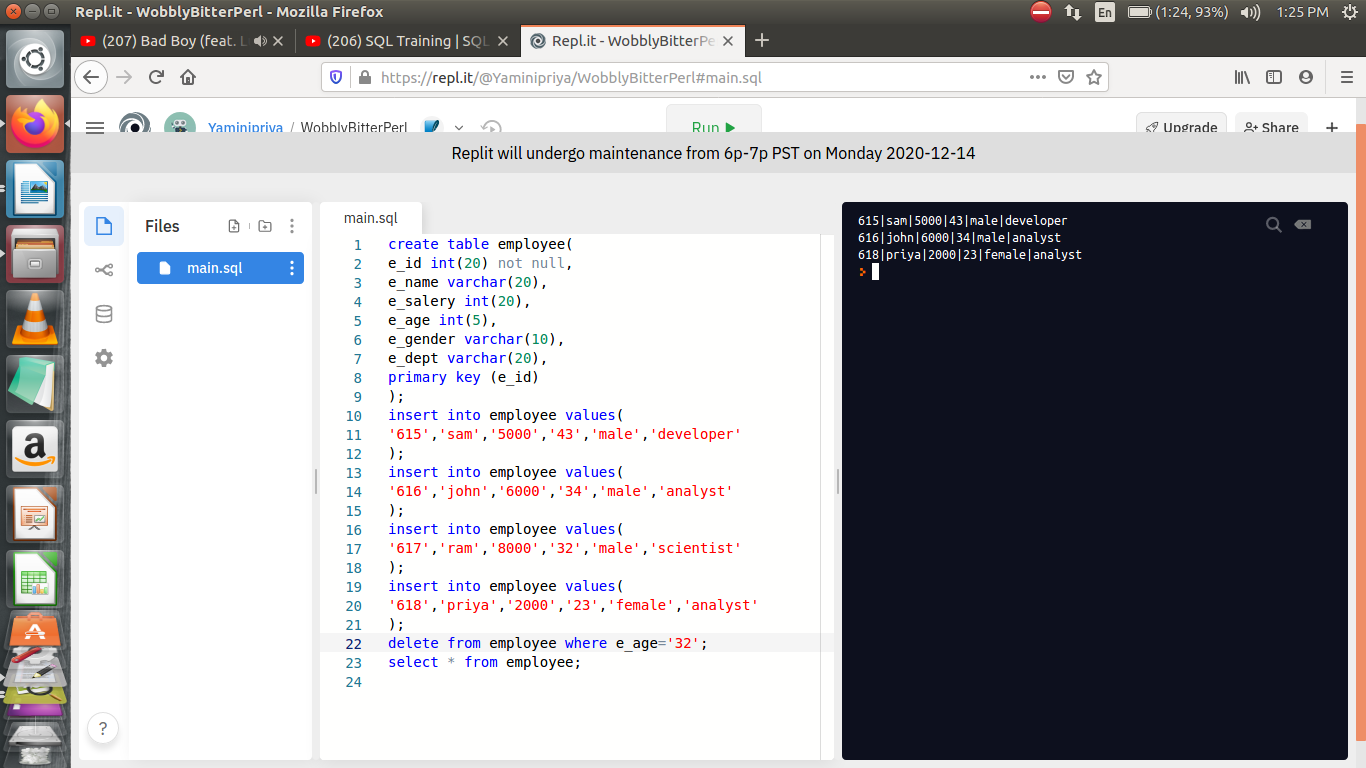 Repl.it - WobblyBitterPerl - Mozilla Firefox
En
(1:24, 93%)
1:25 PM
(207) Bad Boy (feat. L
(206) SQL Training | SQL
Repl.it - WobblyBitterPe
https://repl.it/@Yaminipriya/WobblyBitterPerl#main.sql
Yaminipriya / WobblyBitterPerl
Run
Upgrade
Share
Replit will undergo maintenance from 6p-7p PST on Monday 2020-12-14
Files
main.sql
?
main.sql
1 create table employee(
2 e_id int(20) not null,
3 e_name varchar(20),
4 e_salery int(20),
5 e_age int(5),
6 e_gender varchar(10),
7 e_dept varchar(20),
8 primary key (e_id)
9 );
10 insert into employee values(
11 '615','sam','5000','43','male','developer'
12 );
13 insert into employee values(
14 '616','john','6000','34','male','analyst'
15 );
16 insert into employee values(
17 '617','ram','8000','32','male','scientist'
18 );
19 insert into employee values(
20 '618','priya','2000','23','female','analyst'
21 );
22 delete from employee where e_age='32';
23 select * from employee;
24
615|sam|5000|43|male|developer
616|john|6000|34|male|analyst
618|priya|2000|23|female|analyst